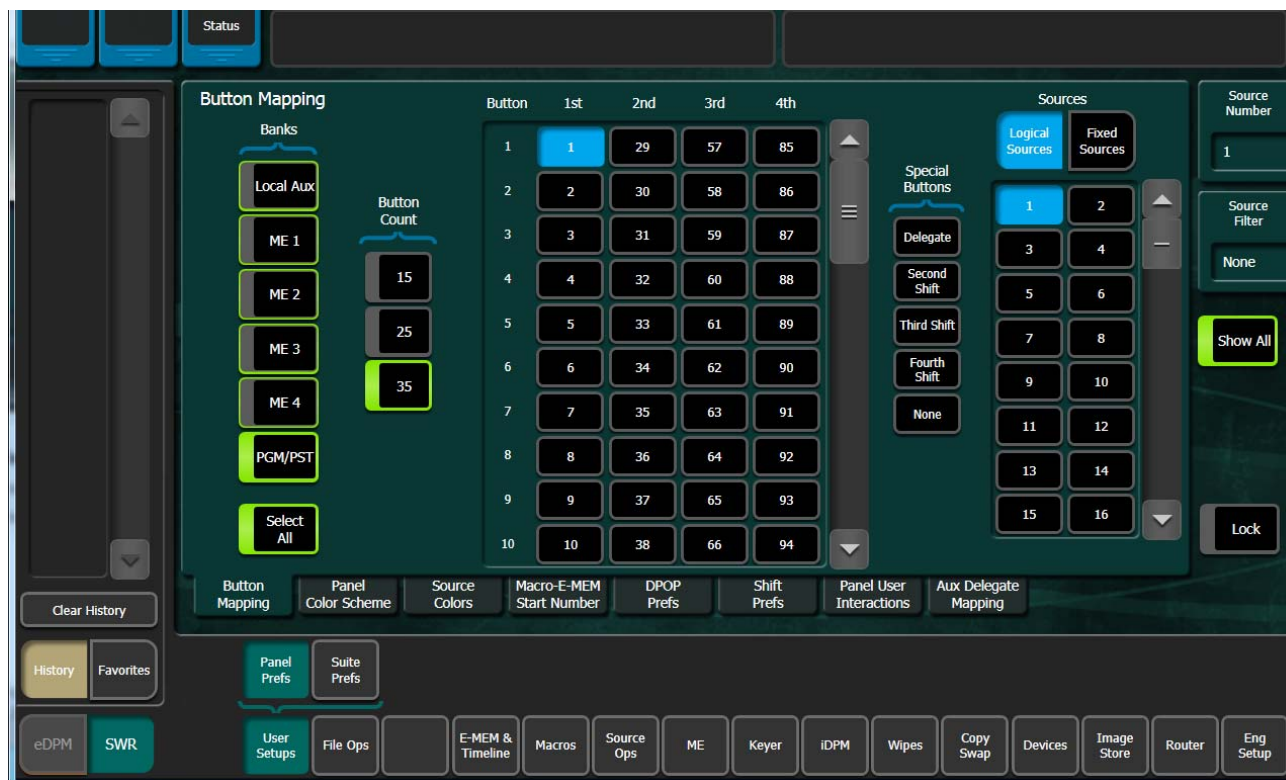 Status
Button Mapping
Banks
Local Aux
ME 1
ME 2
ME 3
ME 4
PGM/PST
Select
All
Button
Count
15
25
35
Button 1st 2nd 3rd 4th
1 1 29 57 85
2 2 30 58 86
3 3 31 59 87
4 4 32 60 88
5 5 33 61 89
6 6 34 62 90
7 7 35 63 91
8 8 36 64 92
9 9 37 65 93
10 10 38 66 94
Special
Buttons
Delegate
Second
Shift
Third Shift
Fourth
Shift
None
Sources
Logical
Sources
Fixed
Sources
1 2
3 4
5 6
7 8
9 10
11 12
13 14
15 16
Source
Number
1
Source
Filter
None
Show All
Lock
Button
Mapping
Panel
Color Scheme
Source
Colors
Macro-E-MEM
Start Number
DPOP
Prefs
Shift
Prefs
Panel User
Interactions
Aux Delegate
Mapping
Clear History
History
Favorites
Panel
Prefs
Suite
Prefs
eDPM
SWR
User
Setups
File Ops
E-MEM &
Timeline
Macros
Source
Ops
ME
Keyer
iDPM
Wipes
Copy
Swap
Devices
Image
Store
Router
Eng
Setup